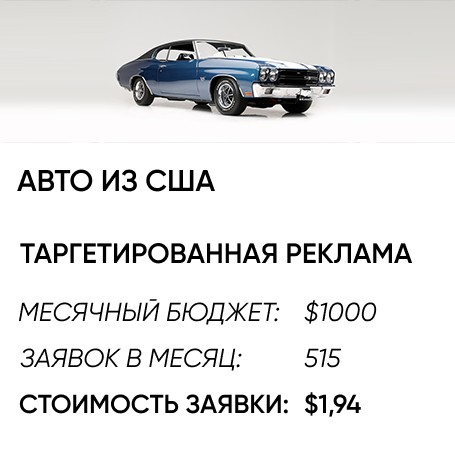 АВТО ИЗ США
ТАРГЕТИРОВАННАЯ РЕКЛАМА
МЕСЯЧНЫЙ БЮДЖЕТ: $1000
ЗАЯВОК В МЕСЯЦ: 515
СТОИМОСТЬ ЗАЯВКИ: $1,94